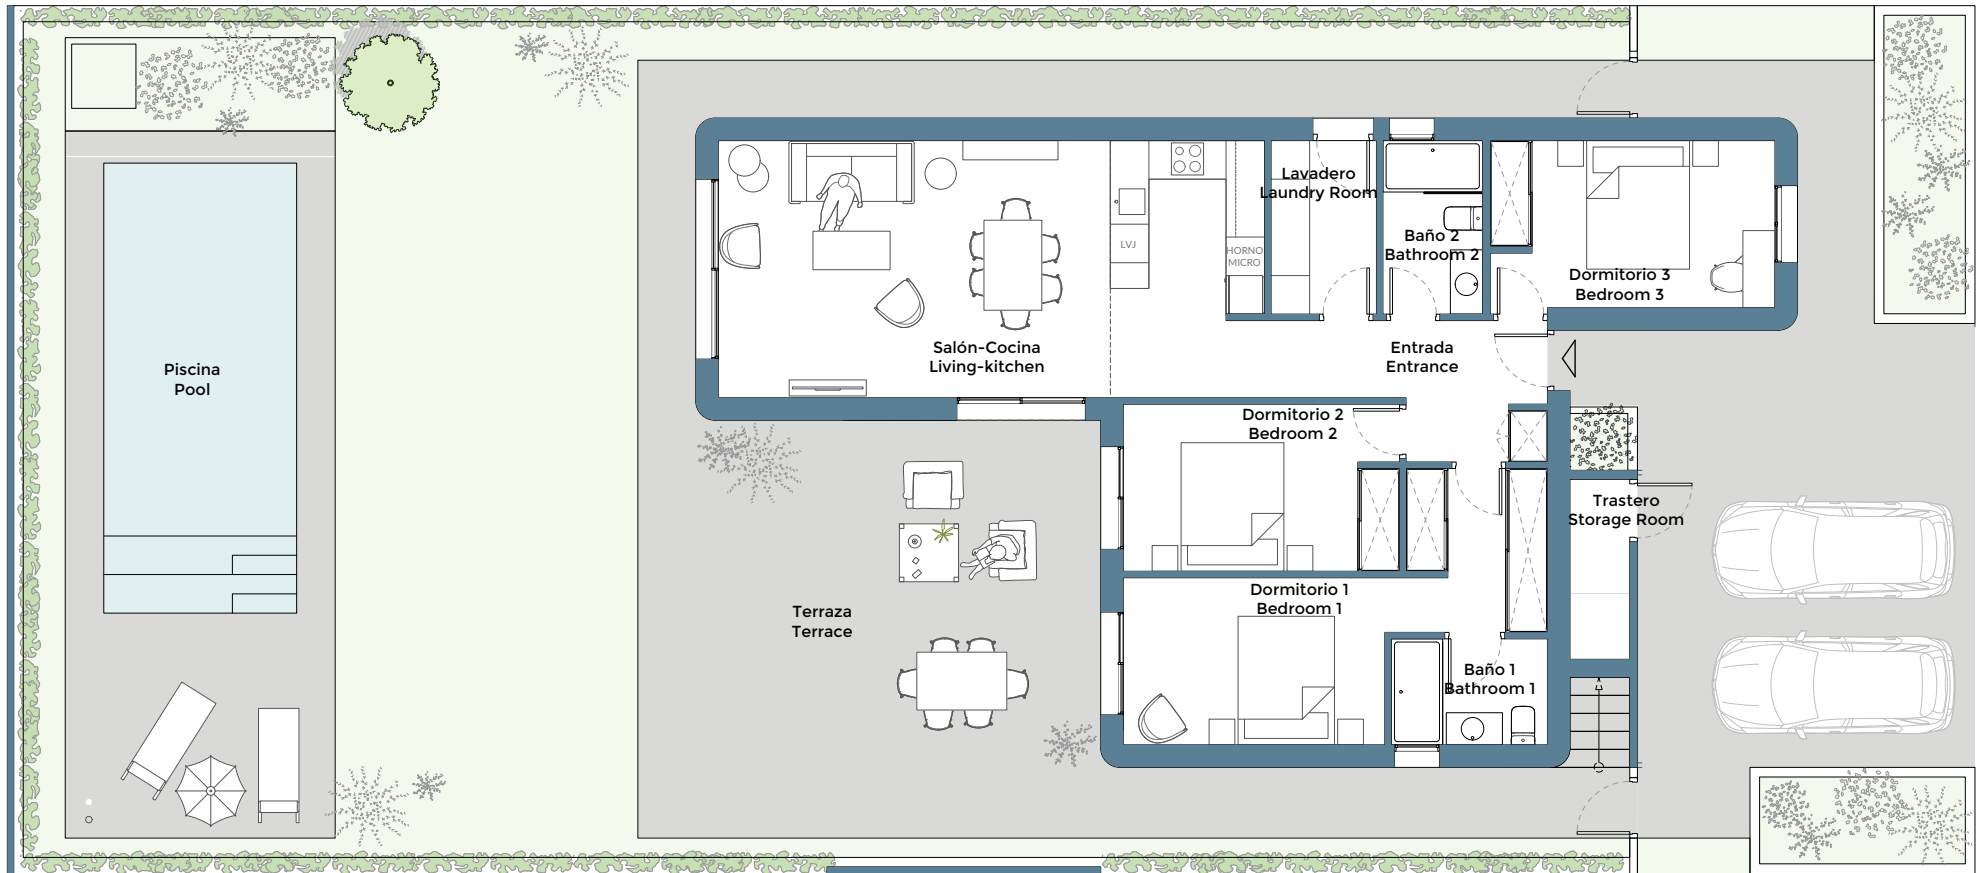 Lavadero
Laundry Room
Baño 2
Bathroom 2
LVJ
HORNO
MICRO
Dormitorio 3
Bedroom 3
Salón-Cocina
Living-kitchen
Entrada
Entrance
Piscina
Pool
Dormitorio 2
Bedroom 2
Trastero
Storage Room
Dormitorio 1
Bedroom 1
Terraza
Terrace
Baño 1
Bathroom 1